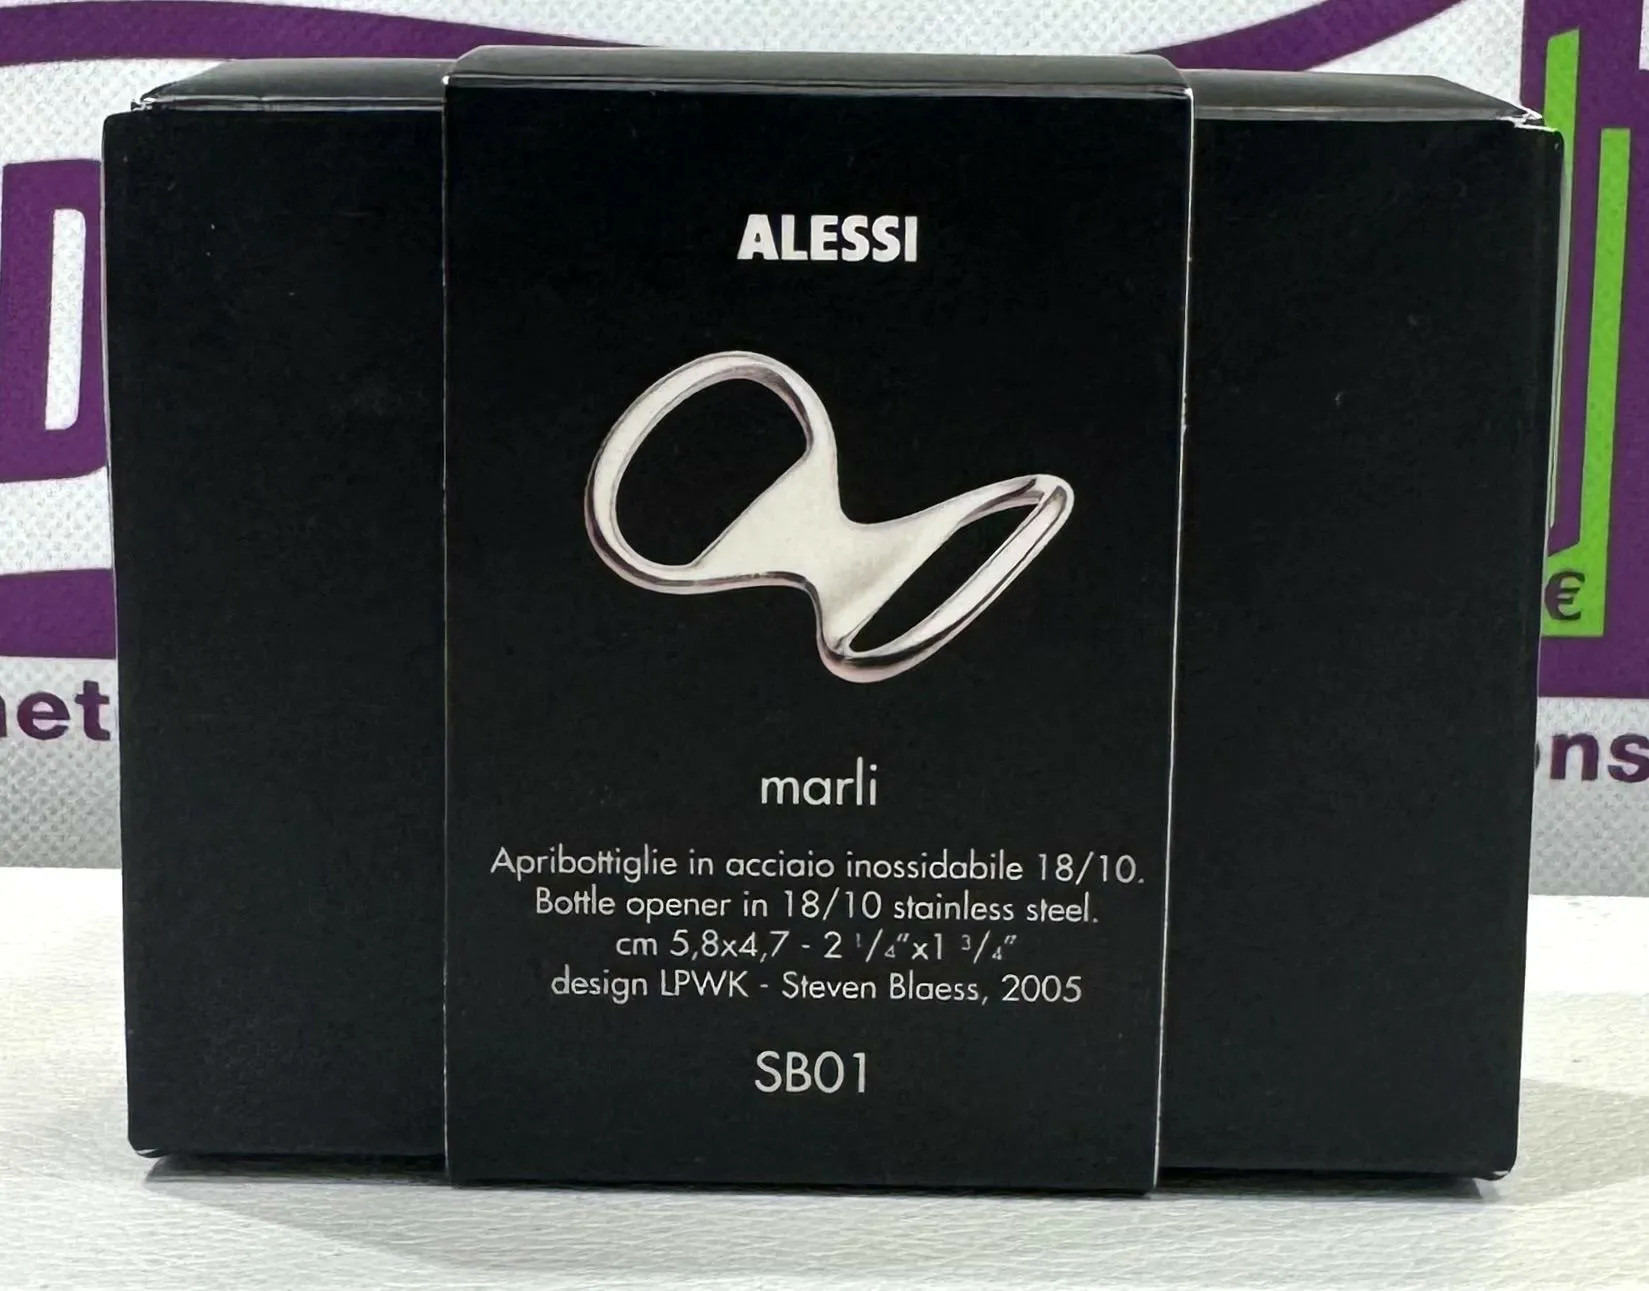 ALESSI
marli
Apribottiglie in acciaio inossidabile 18/10.
Bottle opener in 18/10 stainless steel.
cm 5,8x4,7 - 2 1/4"x1 3/4"
design LPWK - Steven Blaess, 2005
SB01
€